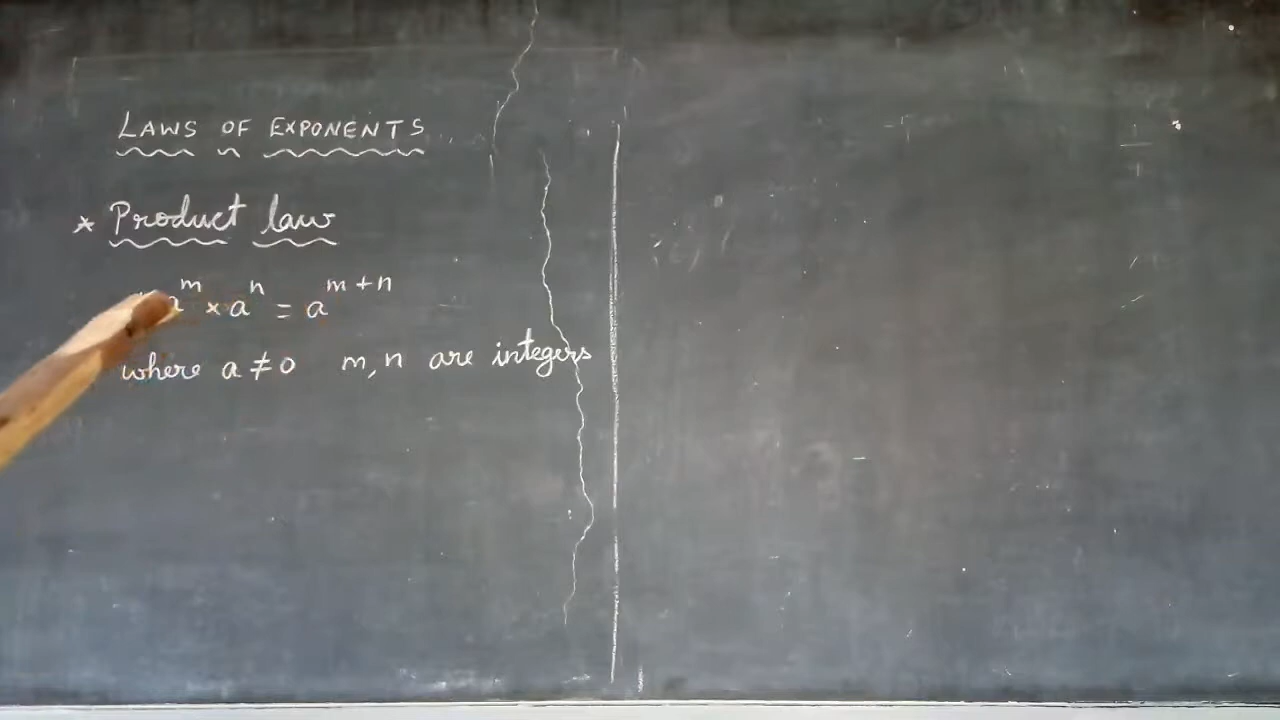 LAWS OF EXPONENTS
* Product law
a^m × a^n = a^{m+n}
where a ≠ 0 m, n are integers